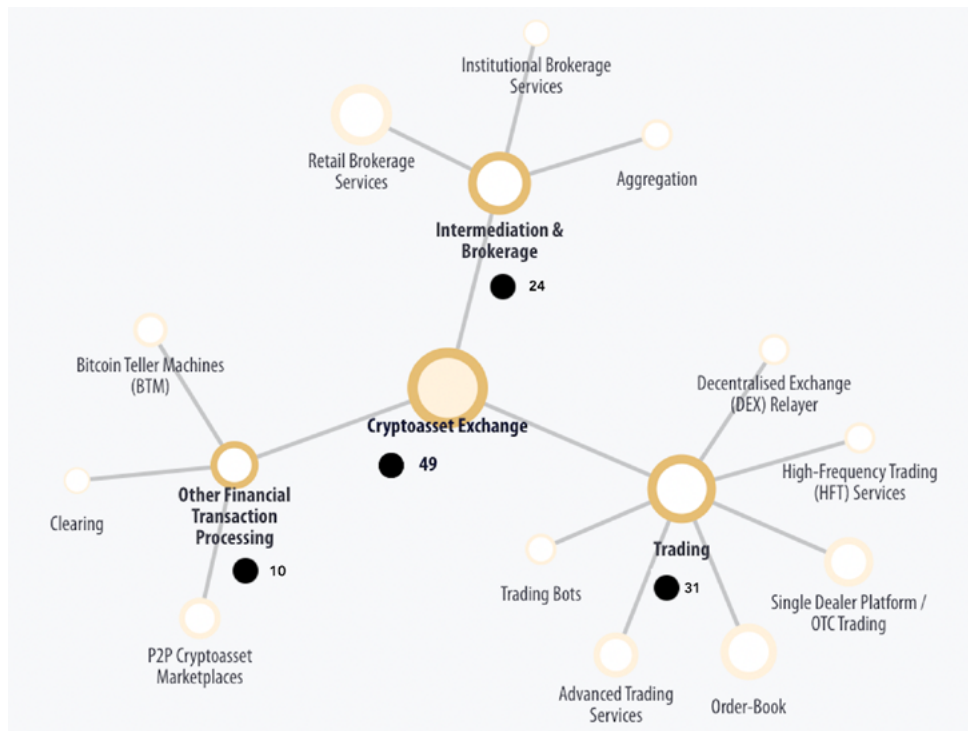 Institutional Brokerage
Services
Retail Brokerage
Services
Aggregation
Intermediation &
Brokerage
24
Bitcoin Teller Machines
(BTM)
Decentralised Exchange
(DEX) Relayer
Cryptoasset Exchange
49
High-Frequency Trading
(HFT) Services
Clearing
Other Financial
Transaction
Processing
10
Trading
31
Trading Bots
Single Dealer Platform /
OTC Trading
P2P Cryptoasset
Marketplaces
Advanced Trading
Services
Order-Book